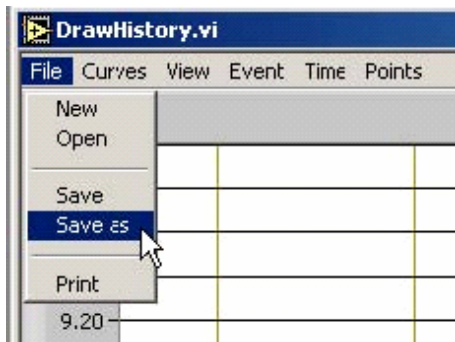 DrawHistory.vi
File Curves View Event Time Points
New
Open
Save
Save as
Print
9.20